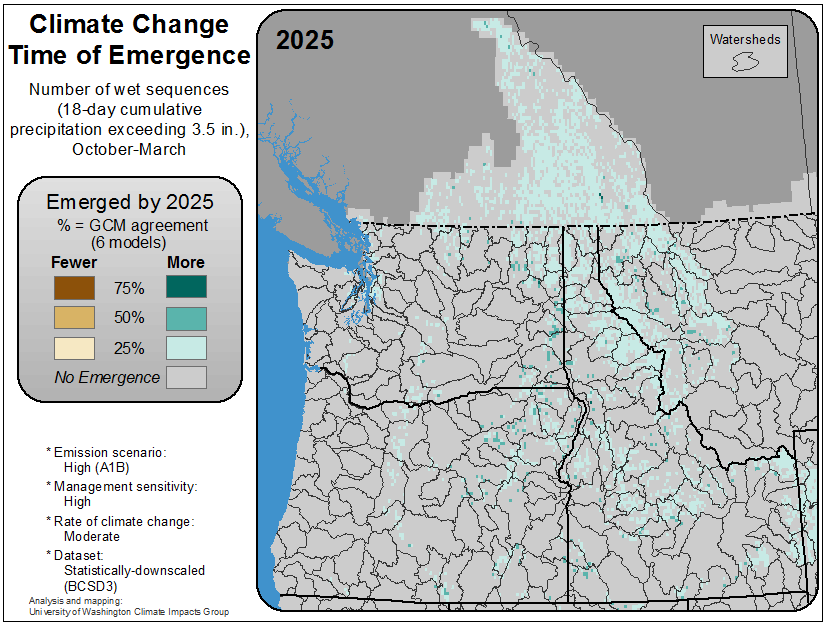 Climate Change
Time of Emergence
Number of wet sequences
(18-day cumulative
precipitation exceeding 3.5 in.),
October-March
Emerged by 2025
% = GCM agreement
(6 models)
Fewer More
75%
50%
25%
No Emergence
* Emission scenario:
High (A1B)
* Management sensitivity:
High
* Rate of climate change:
Moderate
* Dataset:
Statistically-downscaled
(BCSD3)
Analysis and mapping:
University of Washington Climate Impacts Group
2025
Watersheds